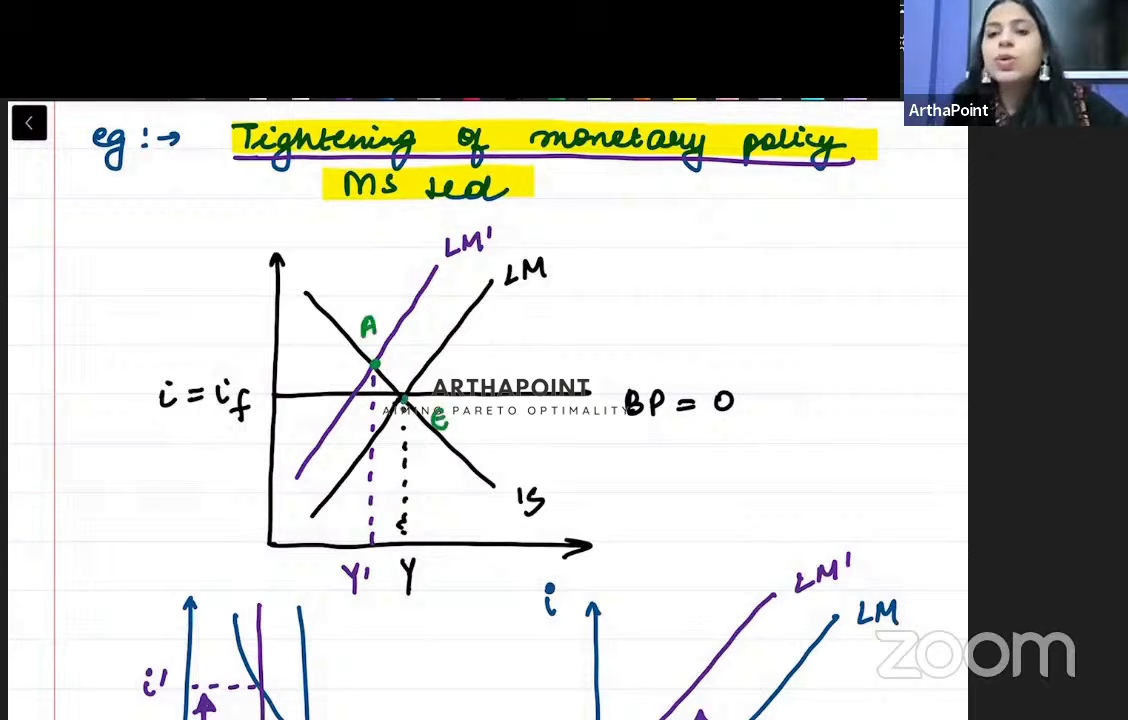 ArthaPoint
eg :→ Tightening of monetary policy
MS red
LM'
LM
A
i = if
ARTHAPOINT
AIMING PARETO OPTIMALITY
BP = 0
E
IS
Y' Y
i
LM'
LM
i'
zoom